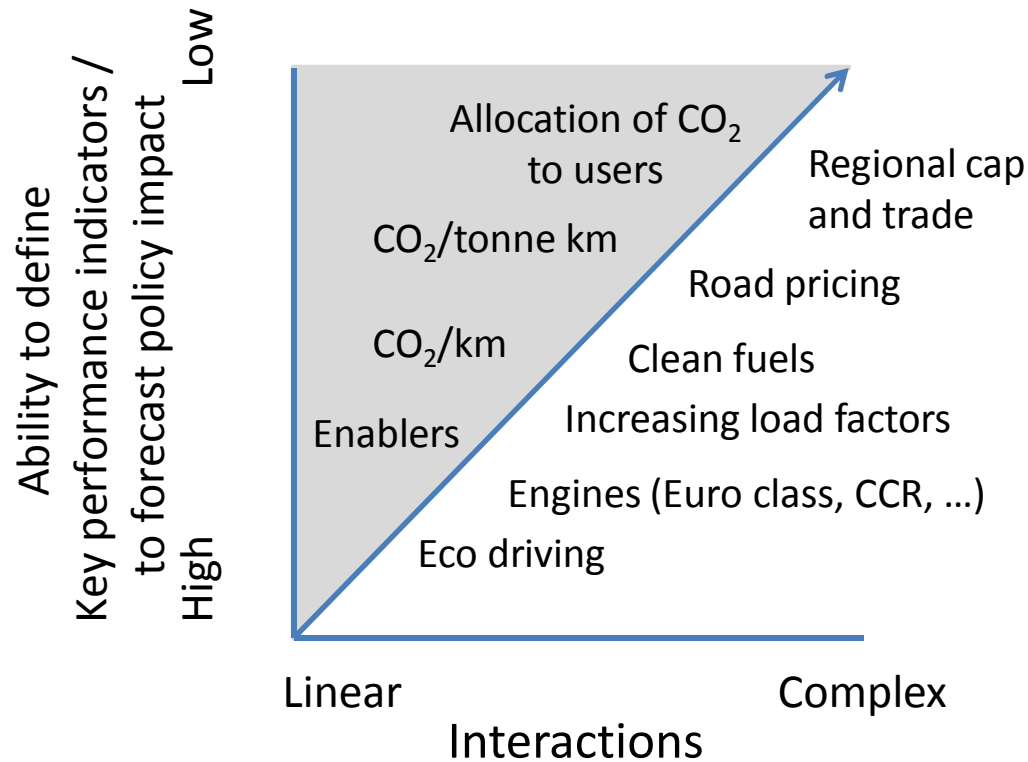 Ability to define
Key performance indicators /
to forecast policy impact
Low
High
Allocation of CO₂
to users
CO₂/tonne km
CO₂/km
Enablers
Regional cap
and trade
Road pricing
Clean fuels
Increasing load factors
Engines (Euro class, CCR, ...)
Eco driving
Linear
Complex
Interactions